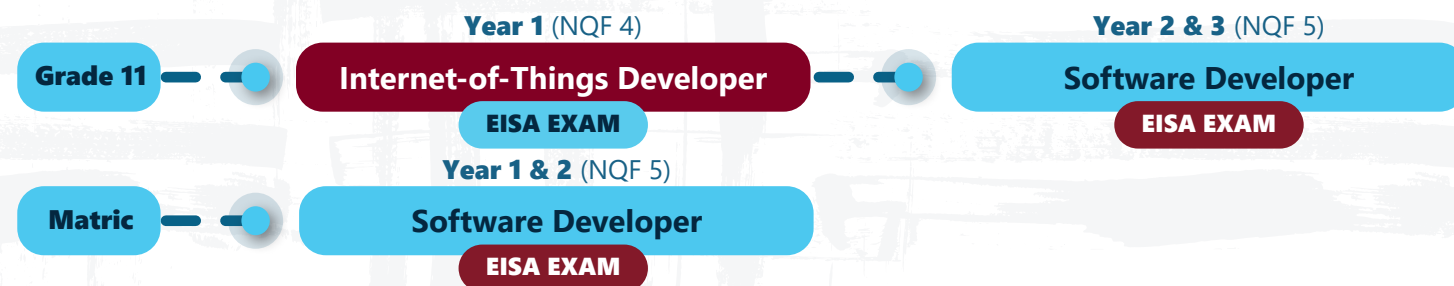 Year 1 (NQF 4)
Year 2 & 3 (NQF 5)
Grade 11
Internet-of-Things Developer
Software Developer
EISA EXAM
EISA EXAM
Year 1 & 2 (NQF 5)
Matric
Software Developer
EISA EXAM